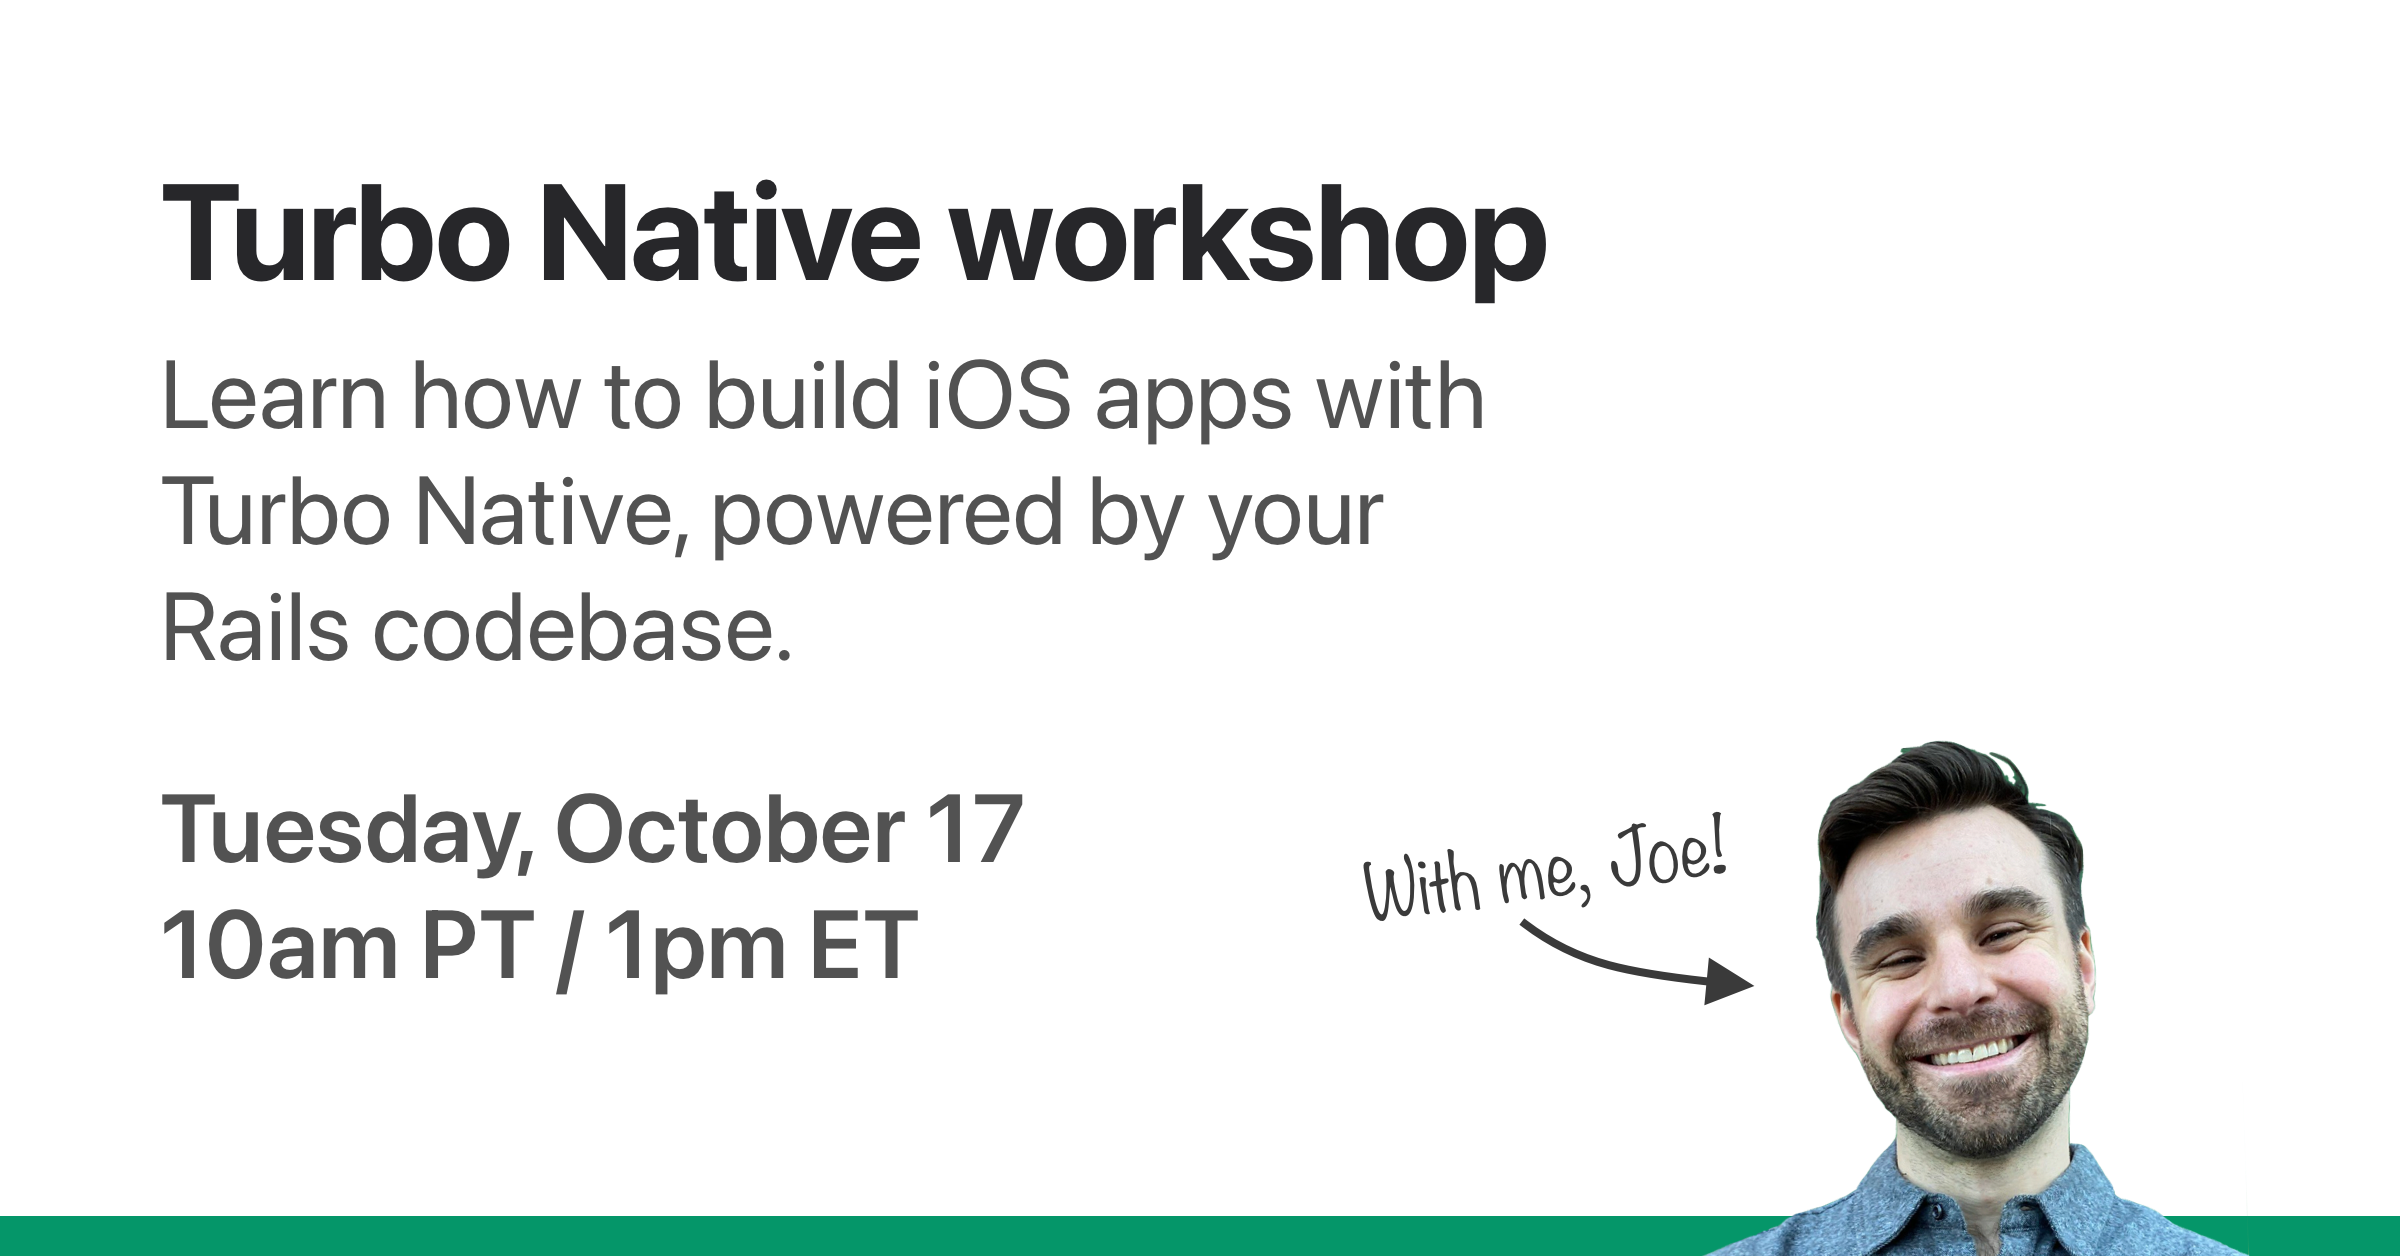 Turbo Native workshop
Learn how to build iOS apps with
Turbo Native, powered by your
Rails codebase.
Tuesday, October 17
10am PT / 1pm ET
With me, Joe!